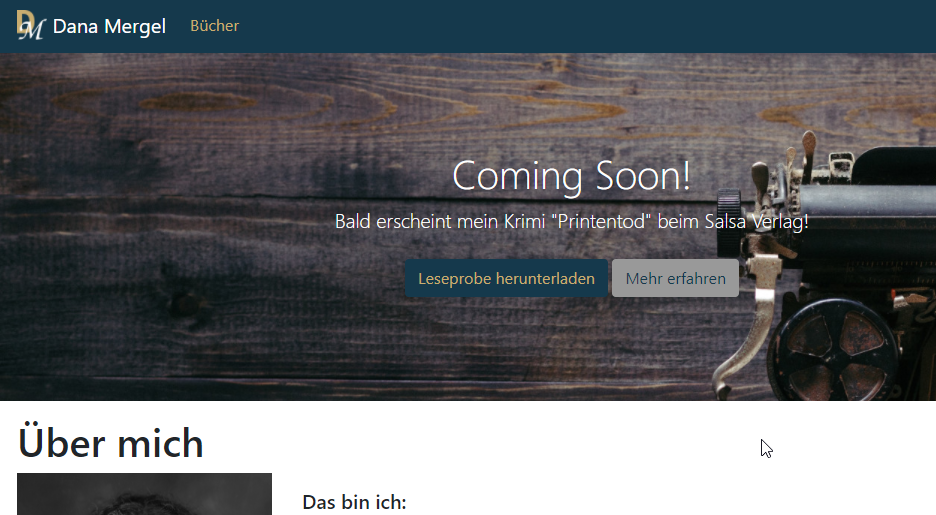 DM Dana Mergel Bücher
Coming Soon!
Bald erscheint mein Krimi "Printentod" beim Salsa Verlag!
Leseprobe herunterladen Mehr erfahren
Über mich
Das bin ich: